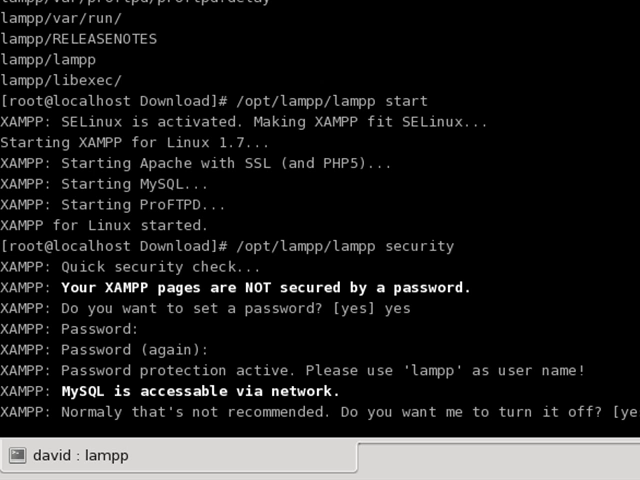 lampp/var/proftpd/proftpdelay
lampp/var/run/
lampp/RELEASENOTES
lampp/lampp
lampp/libexec/
[root@localhost Download]# /opt/lampp/lampp start
XAMPP: SELinux is activated. Making XAMPP fit SELinux...
Starting XAMPP for Linux 1.7...
XAMPP: Starting Apache with SSL (and PHP5)...
XAMPP: Starting MySQL...
XAMPP: Starting ProFTPD...
XAMPP for Linux started.
[root@localhost Download]# /opt/lampp/lampp security
XAMPP: Quick security check...
XAMPP: Your XAMPP pages are NOT secured by a password.
XAMPP: Do you want to set a password? [yes] yes
XAMPP: Password:
XAMPP: Password (again):
XAMPP: Password protection active. Please use 'lampp' as user name!
XAMPP: MySQL is accessable via network.
XAMPP: Normaly that's not recommended. Do you want me to turn it off? [ye
david : lampp